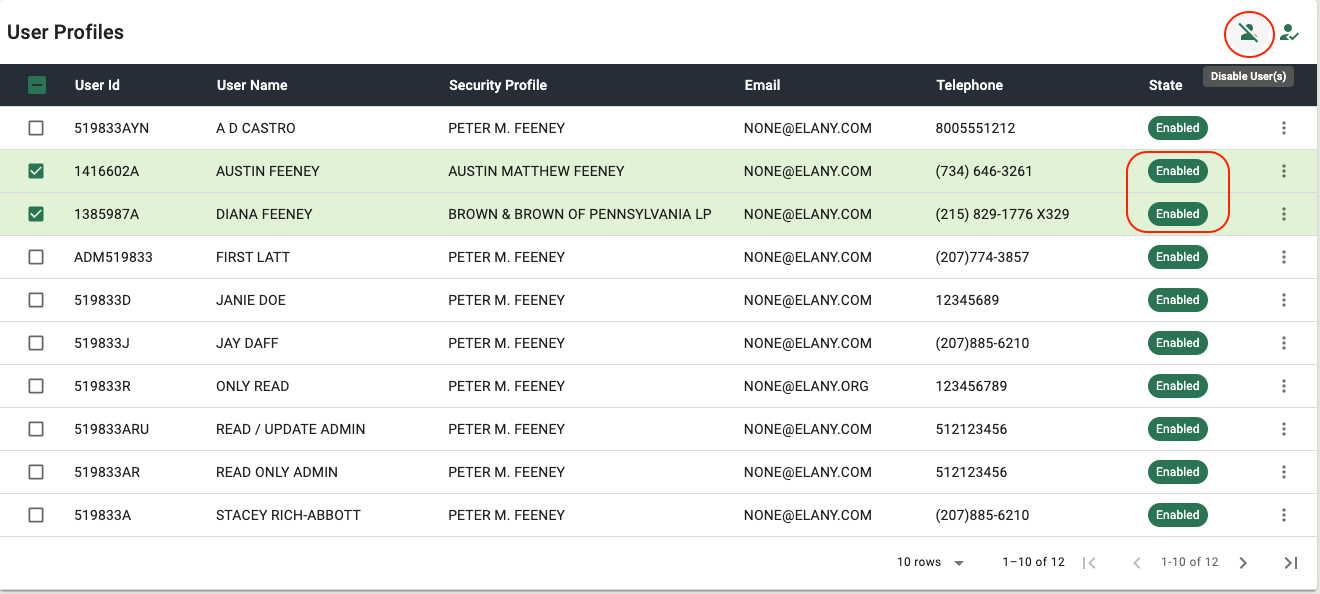 User Profiles
Disable User(s)
User Id User Name Security Profile Email Telephone State
519833AYN A D CASTRO PETER M. FEENEY NONE@ELANY.COM 8005551212 Enabled
1416602A AUSTIN FEENEY AUSTIN MATTHEW FEENEY NONE@ELANY.COM (734) 646-3261 Enabled
1385987A DIANA FEENEY BROWN & BROWN OF PENNSYLVANIA LP NONE@ELANY.COM (215) 829-1776 X329 Enabled
ADM519833 FIRST LATT PETER M. FEENEY NONE@ELANY.COM (207)774-3857 Enabled
519833D JANIE DOE PETER M. FEENEY NONE@ELANY.COM 12345689 Enabled
519833J JAY DAFF PETER M. FEENEY NONE@ELANY.COM (207)885-6210 Enabled
519833R ONLY READ PETER M. FEENEY NONE@ELANY.ORG 123456789 Enabled
519833ARU READ / UPDATE ADMIN PETER M. FEENEY NONE@ELANY.COM 512123456 Enabled
519833AR READ ONLY ADMIN PETER M. FEENEY NONE@ELANY.COM 512123456 Enabled
519833A STACEY RICH-ABBOTT PETER M. FEENEY NONE@ELANY.COM (207)885-6210 Enabled
10 rows 1–10 of 12 1-10 of 12